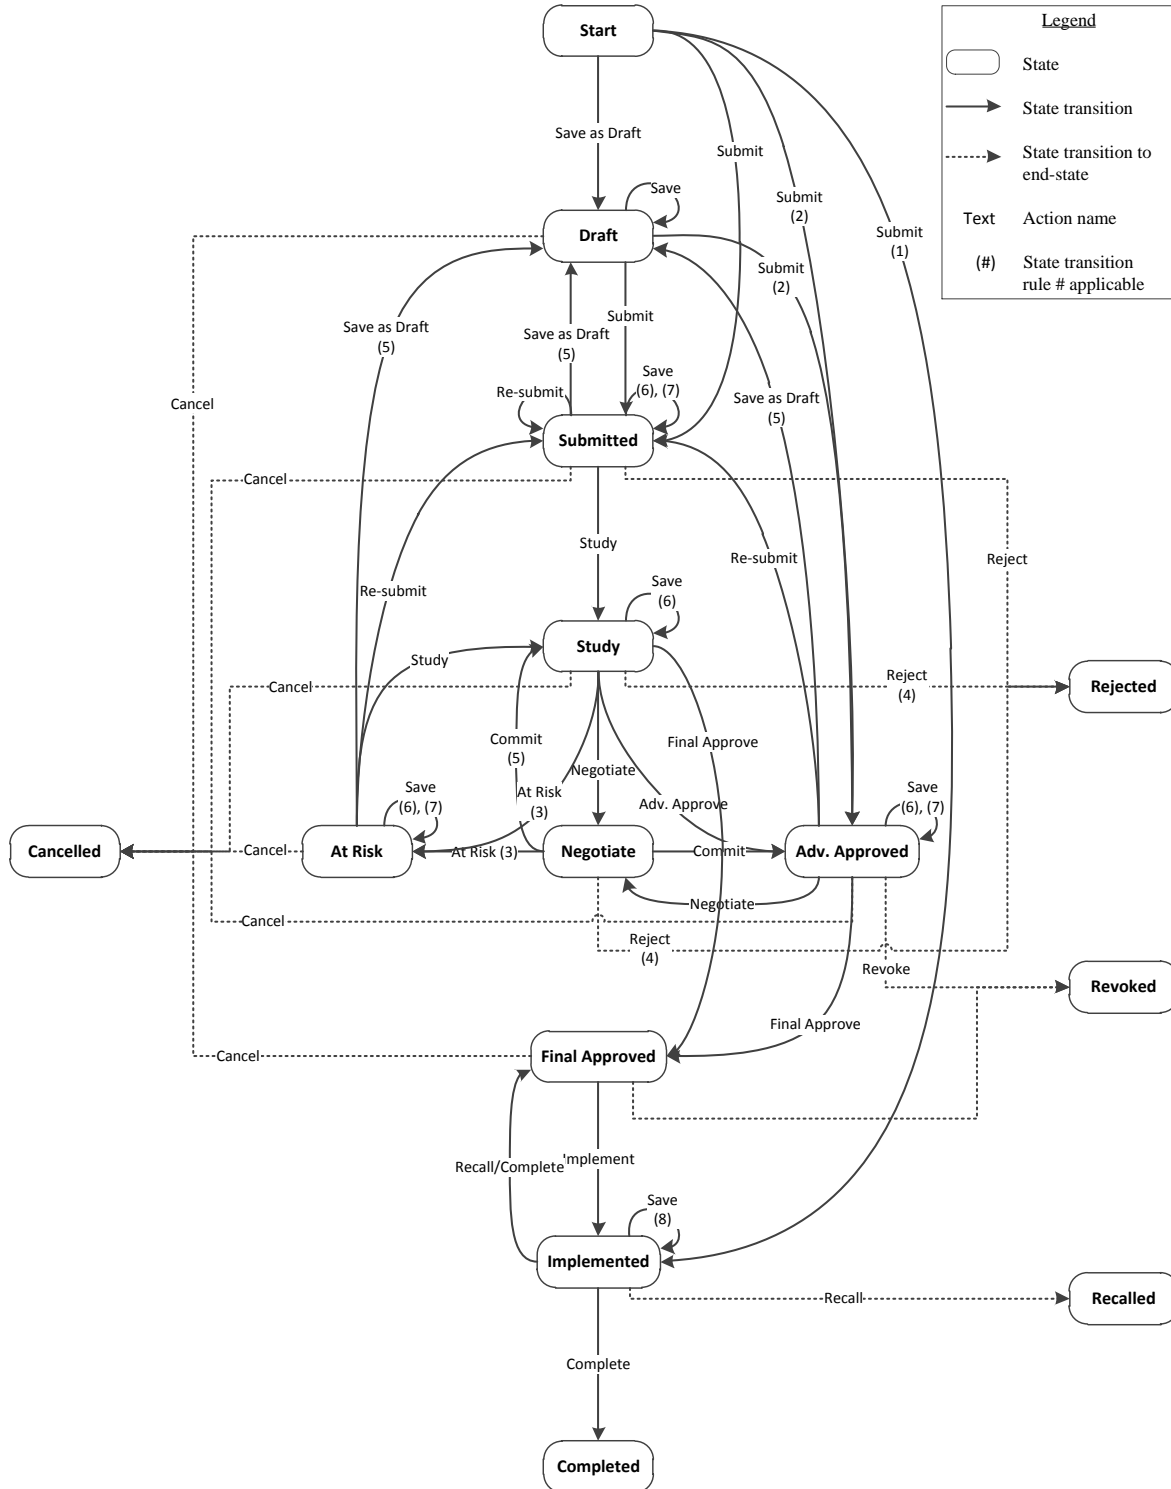 Start
Legend
State
State transition
State transition to
end-state
Text
Action name
(#)
State transition
rule # applicable
Save as Draft
Submit
Submit
(2)
Submit
(1)
Save
Draft
Submit
(2)
Save as Draft
(5)
Save as Draft
(5)
Submit
Save
(6), (7)
Re-submit
Save as Draft
(5)
Cancel
Submitted
Cancel
Study
Re-submit
Reject
Re-submit
Save
(6)
Study
Study
Cancel
Reject
(4)
Rejected
Commit
(5)
Final Approve
Negotiate
At Risk
(3)
Adv. Approve
Save
(6), (7)
Save
(6), (7)
Cancelled
Cancel
At Risk
At Risk (3)
Negotiate
Commit
Adv. Approved
Negotiate
Cancel
Reject
(4)
Revoke
Revoked
Final Approve
Cancel
Final Approved
Recall/Complete
Implement
Save
(8)
Implemented
Recall
Recalled
Complete
Completed